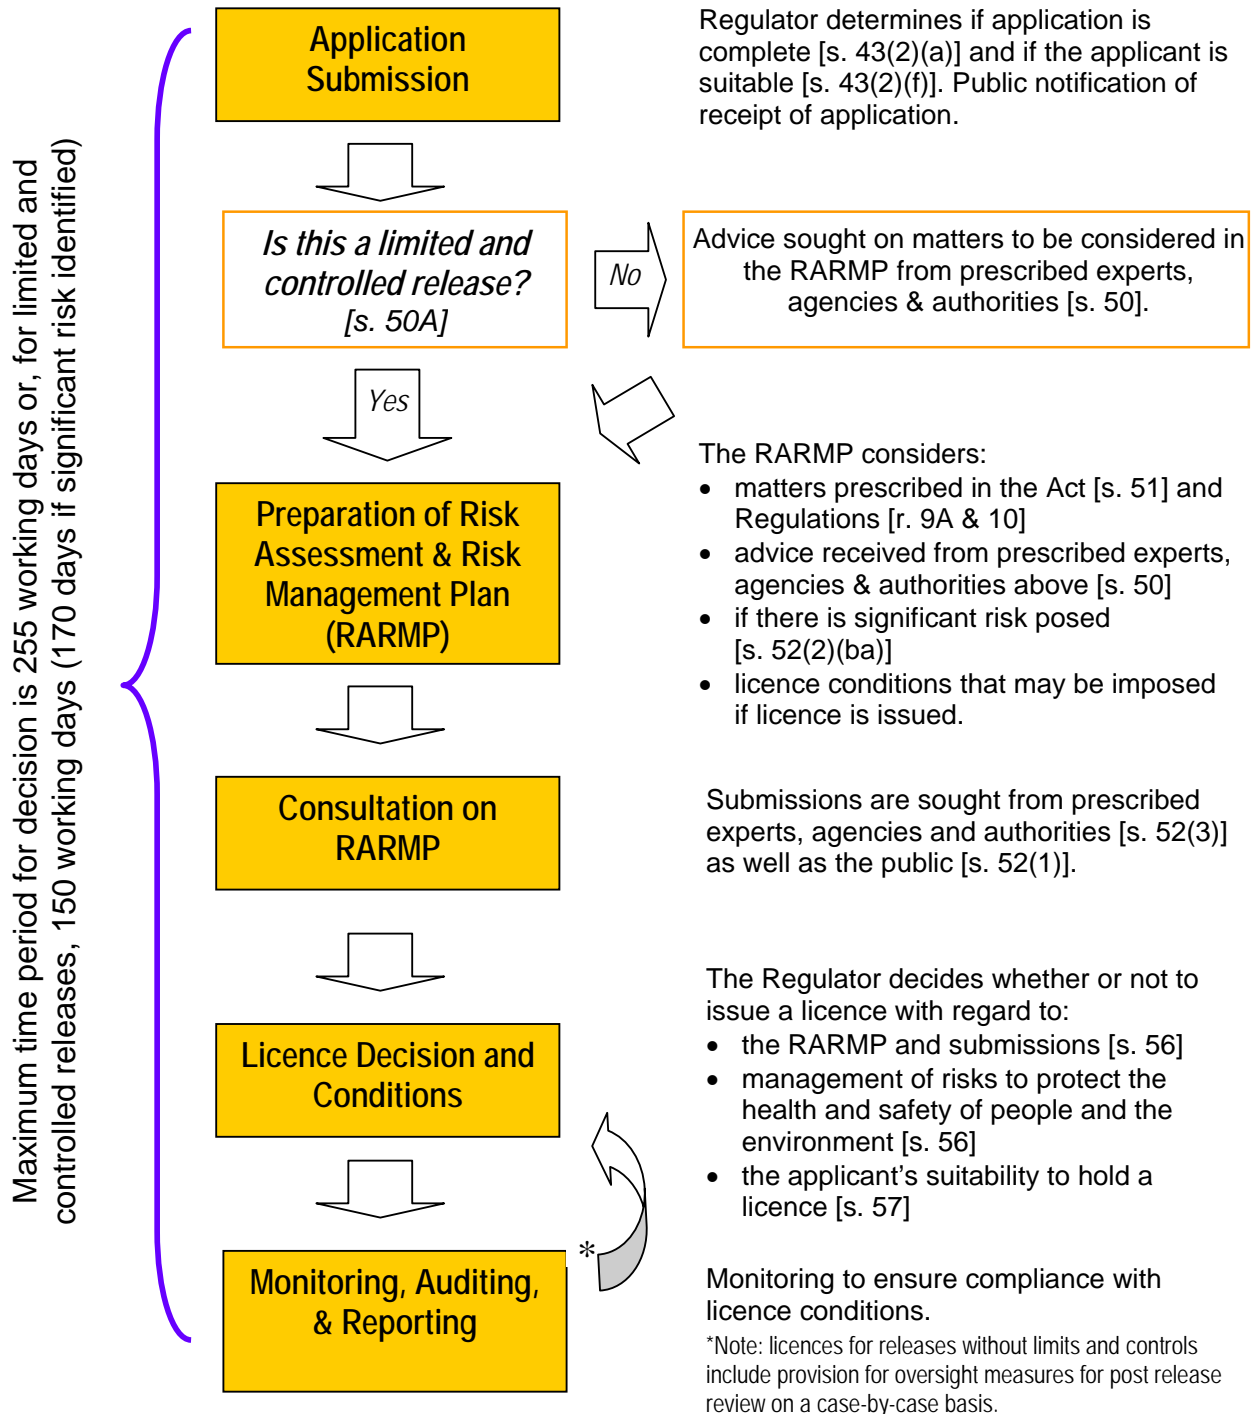 Maximum time period for decision is 255 working days or, for limited and
controlled releases, 150 working days (170 days if significant risk identified)
Application
Submission
Regulator determines if application is
complete [s. 43(2)(a)] and if the applicant is
suitable [s. 43(2)(f)]. Public notification of
receipt of application.
Is this a limited and
controlled release?
[s. 50A]
No
Advice sought on matters to be considered in
the RARMP from prescribed experts,
agencies & authorities [s. 50].
Yes
Preparation of Risk
Assessment & Risk
Management Plan
(RARMP)
The RARMP considers:
• matters prescribed in the Act [s. 51] and
Regulations [r. 9A & 10]
• advice received from prescribed experts,
agencies & authorities above [s. 50]
• if there is significant risk posed
[s. 52(2)(ba)]
• licence conditions that may be imposed
if licence is issued.
Consultation on
RARMP
Submissions are sought from prescribed
experts, agencies and authorities [s. 52(3)]
as well as the public [s. 52(1)].
Licence Decision and
Conditions
The Regulator decides whether or not to
issue a licence with regard to:
• the RARMP and submissions [s. 56]
• management of risks to protect the
health and safety of people and the
environment [s. 56]
• the applicant’s suitability to hold a
licence [s. 57]
Monitoring, Auditing,
& Reporting
*
Monitoring to ensure compliance with
licence conditions.
*Note: licences for releases without limits and controls
include provision for oversight measures for post release
review on a case-by-case basis.